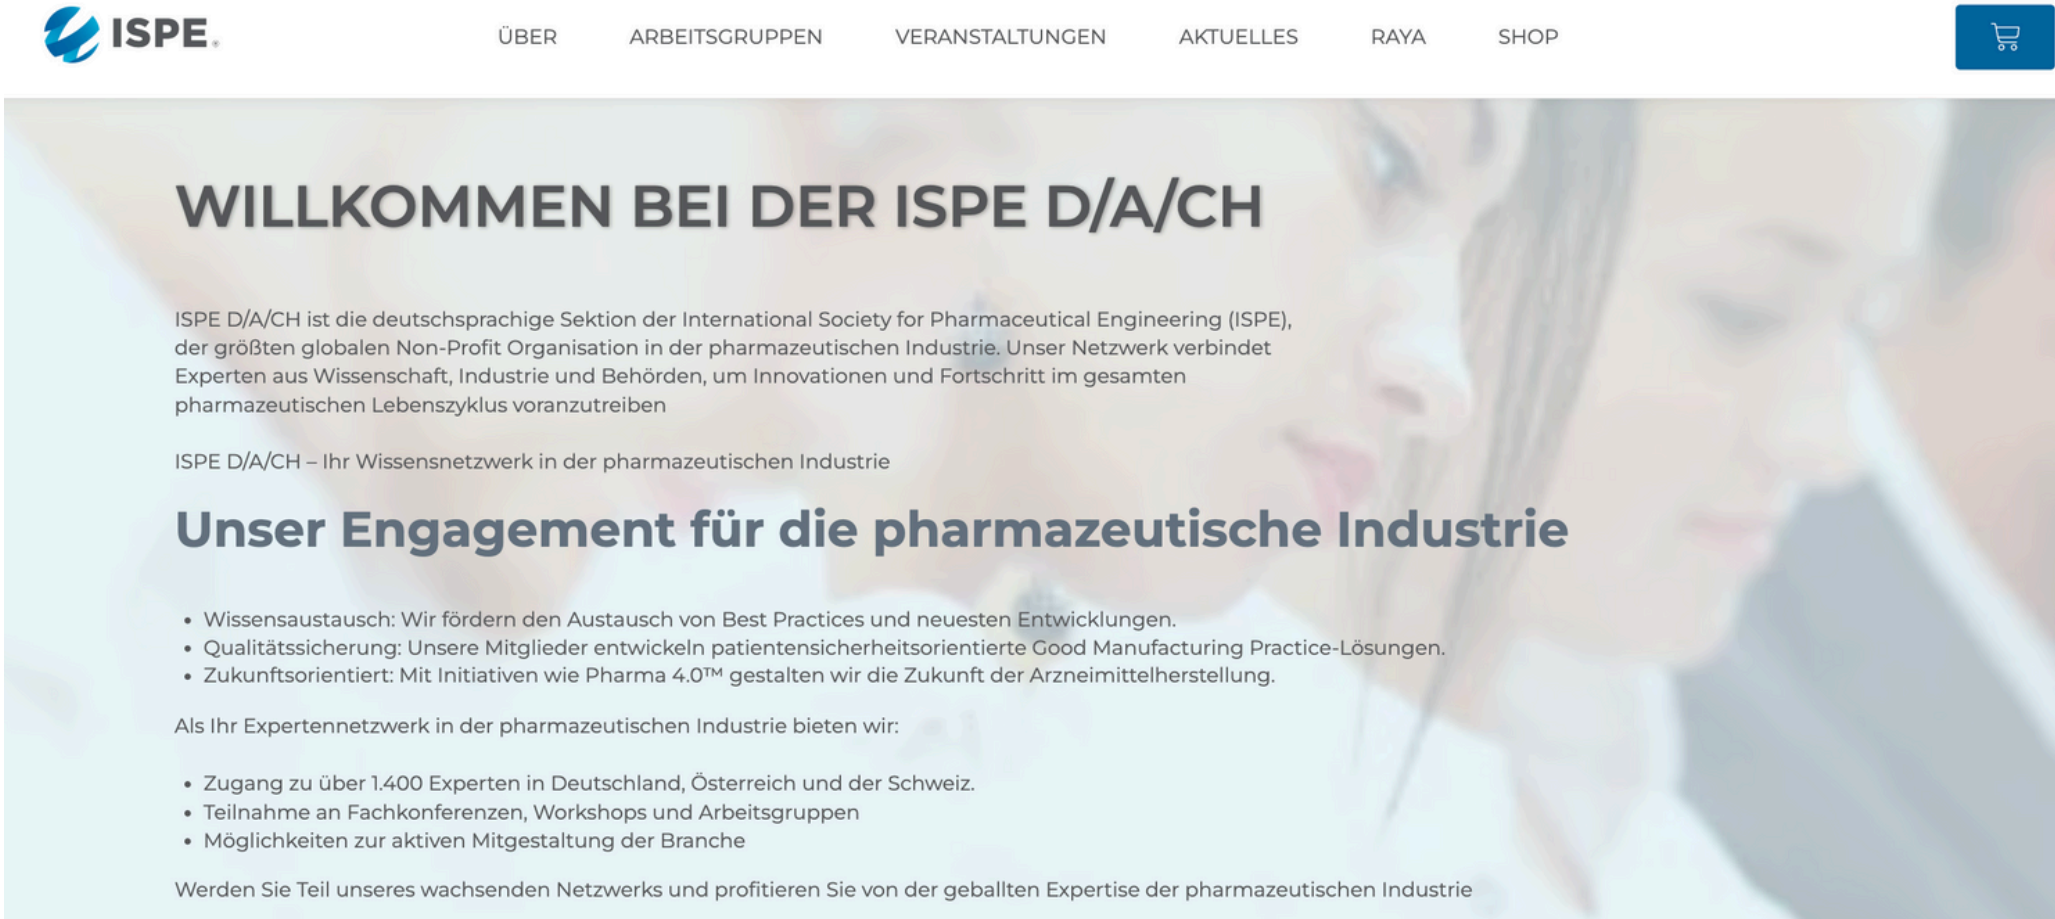 ISPE®
ÜBER
ARBEITSGRUPPEN
VERANSTALTUNGEN
AKTUELLES
RAYA
SHOP
WILLKOMMEN BEI DER ISPE D/A/CH
ISPE D/A/CH ist die deutschsprachige Sektion der International Society for Pharmaceutical Engineering (ISPE),
der größten globalen Non-Profit Organisation in der pharmazeutischen Industrie. Unser Netzwerk verbindet
Experten aus Wissenschaft, Industrie und Behörden, um Innovationen und Fortschritt im gesamten
pharmazeutischen Lebenszyklus voranzutreiben
ISPE D/A/CH – Ihr Wissensnetzwerk in der pharmazeutischen Industrie
Unser Engagement für die pharmazeutische Industrie
• Wissensaustausch: Wir fördern den Austausch von Best Practices und neuesten Entwicklungen.
• Qualitätssicherung: Unsere Mitglieder entwickeln patientensicherheitsorientierte Good Manufacturing Practice-Lösungen.
• Zukunftsorientiert: Mit Initiativen wie Pharma 4.0™ gestalten wir die Zukunft der Arzneimittelherstellung.
Als Ihr Expertennetzwerk in der pharmazeutischen Industrie bieten wir:
• Zugang zu über 1.400 Experten in Deutschland, Österreich und der Schweiz.
• Teilnahme an Fachkonferenzen, Workshops und Arbeitsgruppen
• Möglichkeiten zur aktiven Mitgestaltung der Branche
Werden Sie Teil unseres wachsenden Netzwerks und profitieren Sie von der geballten Expertise der pharmazeutischen Industrie